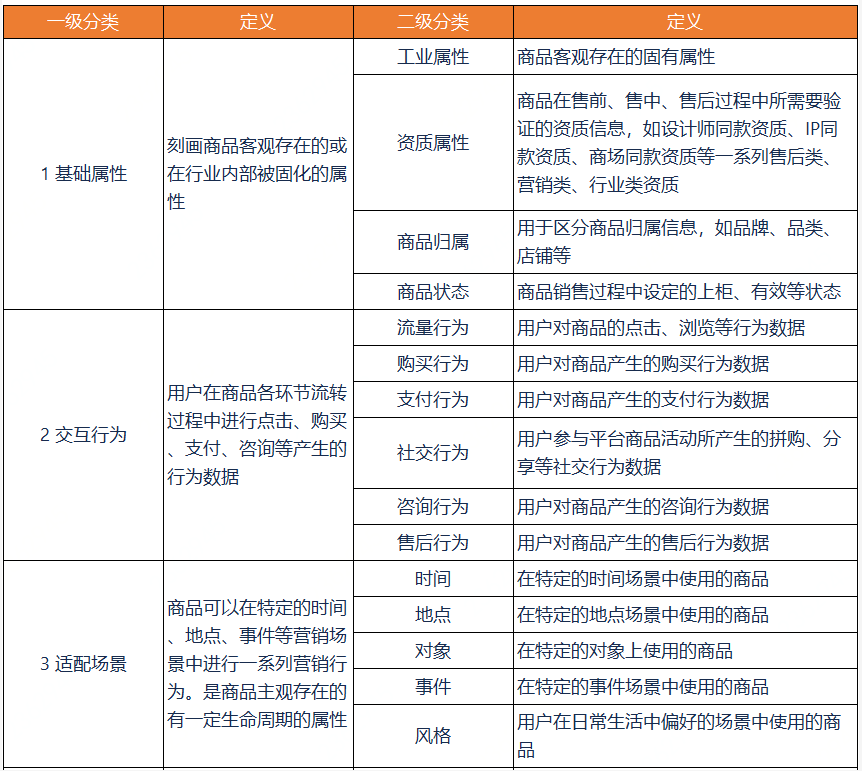 一级分类 定义 二级分类 定义
1 基础属性
刻画商品客观存在的或
在行业内部被固化的属
性
工业属性 商品客观存在的固有属性
资质属性
商品在售前、售中、售后过程中所需要验
证的资质信息，如设计师同款资质、IP同
款资质、商场同款资质等一系列售后类、
营销类、行业类资质
商品归属
用于区分商品归属信息，如品牌、品类、
店铺等
商品状态 商品销售过程中设定的上柜、有效等状态
2 交互行为
用户在商品各环节流转
过程中进行点击、购买
、支付、咨询等产生的
行为数据
流量行为 用户对商品的点击、浏览等行为数据
购买行为 用户对商品产生的购买行为数据
支付行为 用户对商品产生的支付行为数据
社交行为
用户参与平台商品活动所产生的拼购、分
享等社交行为数据
咨询行为 用户对商品产生的咨询行为数据
售后行为 用户对商品产生的售后行为数据
3 适配场景
商品可以在特定的时间
、地点、事件等营销场
景中进行一系列营销行
为。是商品主观存在的
有一定生命周期的属性
时间 在特定的时间场景中使用的商品
地点 在特定的地点场景中使用的商品
对象 在特定的对象上使用的商品
事件 在特定的事件场景中使用的商品
风格
用户在日常生活中偏好的场景中使用的商
品